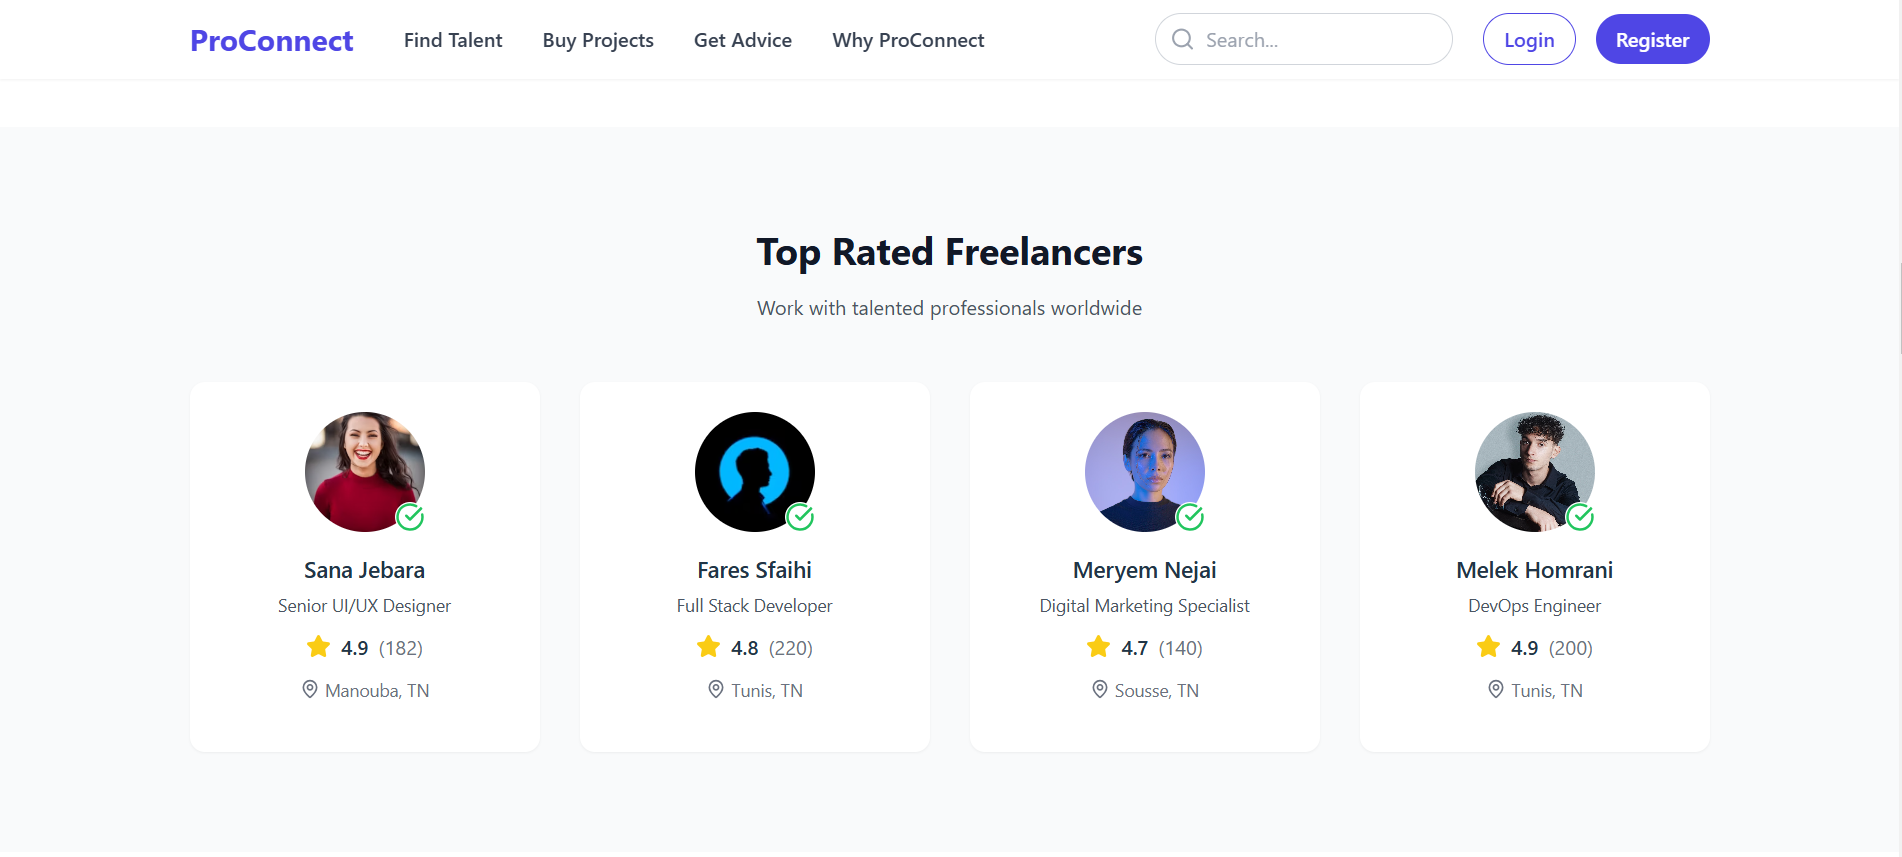 ProConnect Find Talent Buy Projects Get Advice Why ProConnect Search... Login Register
Top Rated Freelancers
Work with talented professionals worldwide
Sana Jebara
Senior UI/UX Designer
4.9 (182)
Manouba, TN
Fares Sfaihi
Full Stack Developer
4.8 (220)
Tunis, TN
Meryem Nejai
Digital Marketing Specialist
4.7 (140)
Sousse, TN
Melek Homrani
DevOps Engineer
4.9 (200)
Tunis, TN